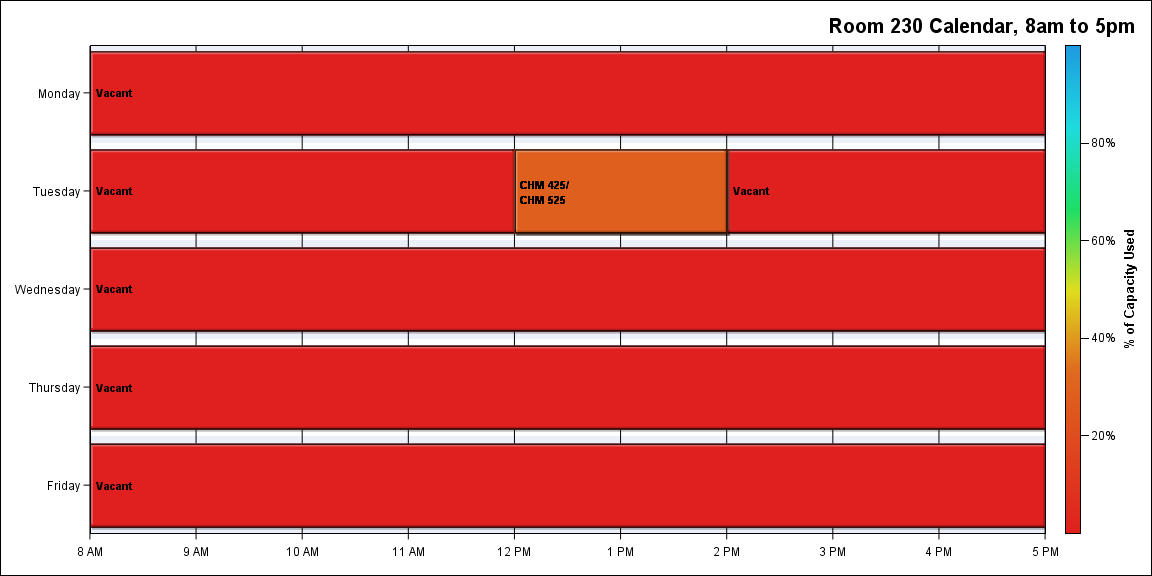 Room 230 Calendar, 8am to 5pm
Monday
Vacant
Tuesday
Vacant
CHM 425/
CHM 525
Vacant
Wednesday
Vacant
Thursday
Vacant
Friday
Vacant
8 AM 9 AM 10 AM 11 AM 12 PM 1 PM 2 PM 3 PM 4 PM 5 PM
80%
60%
40%
20%
% of Capacity Used